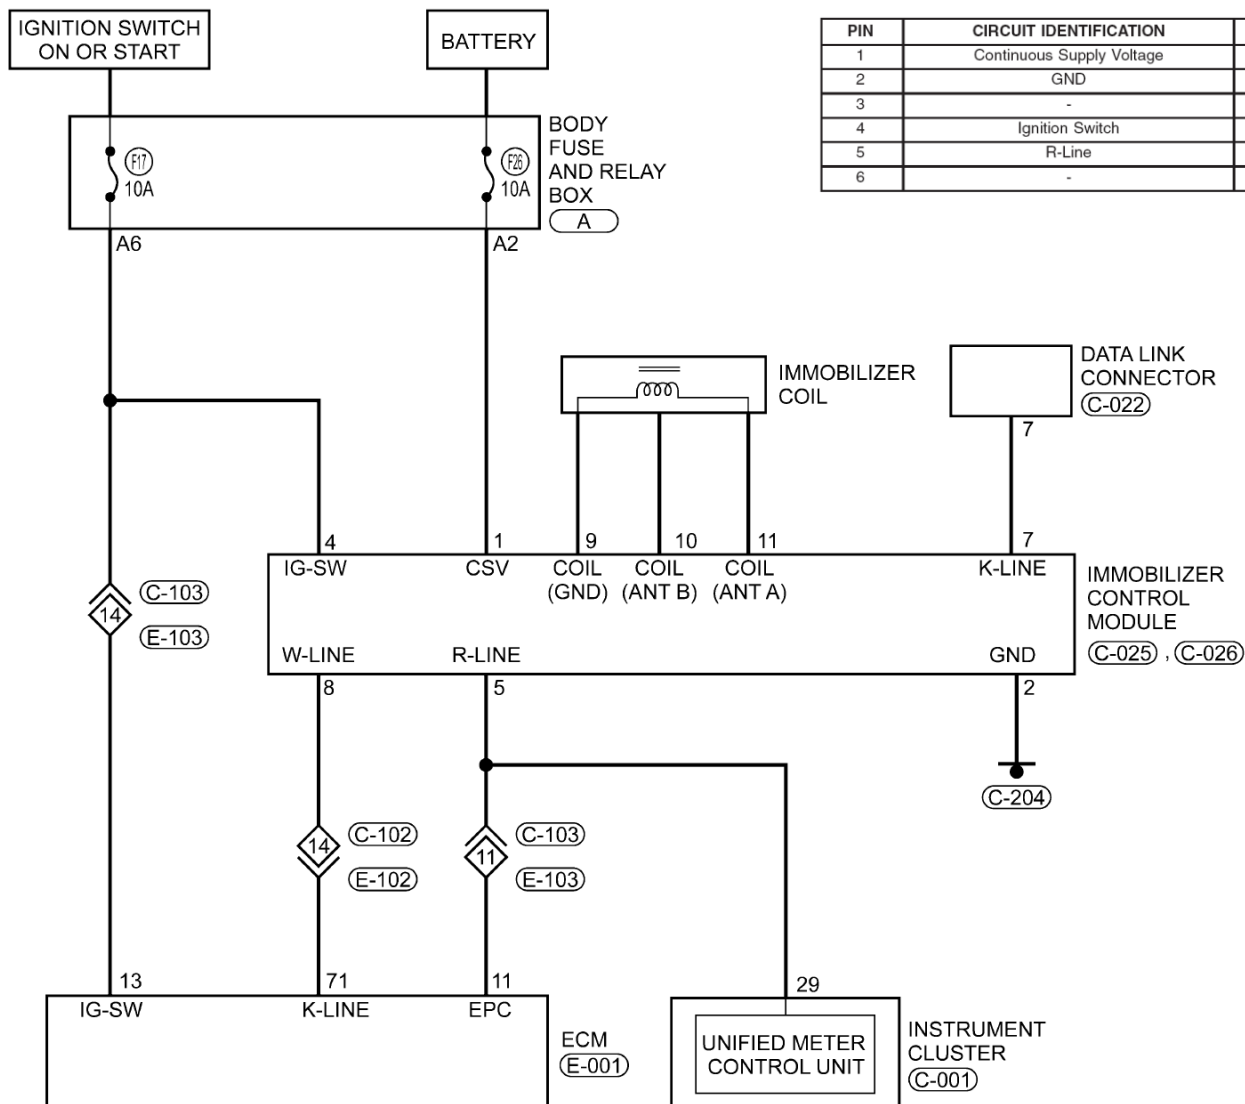 IGNITION SWITCH
ON OR START
BATTERY
PIN CIRCUIT IDENTIFICATION
1 Continuous Supply Voltage
2 GND
3 -
4 Ignition Switch
5 R-Line
6 -
F17
10A
F26
10A
BODY
FUSE
AND RELAY
BOX
A
A6
A2
IMMOBILIZER
COIL
DATA LINK
CONNECTOR
C-022
7
4
1
9
10
11
7
IG-SW
CSV
COIL
(GND)
COIL
(ANT B)
COIL
(ANT A)
K-LINE
IMMOBILIZER
CONTROL
MODULE
C-025 , C-026
W-LINE
R-LINE
GND
8
5
2
C-103
14
E-103
C-204
C-102
14
E-102
C-103
11
E-103
13
71
11
29
IG-SW
K-LINE
EPC
ECM
E-001
UNIFIED METER
CONTROL UNIT
INSTRUMENT
CLUSTER
C-001